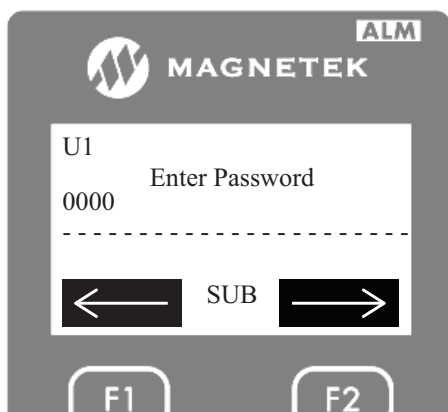 ALM
MAGNETEK
U1
Enter Password
0000
SUB
F1
F2